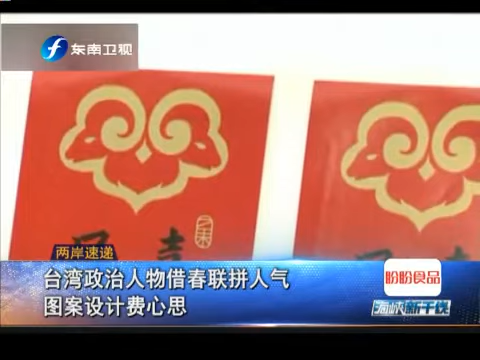 东南卫视
两岸速递
台湾政治人物借春联拼人气
图案设计费心思
盼盼食品
海峡新干线